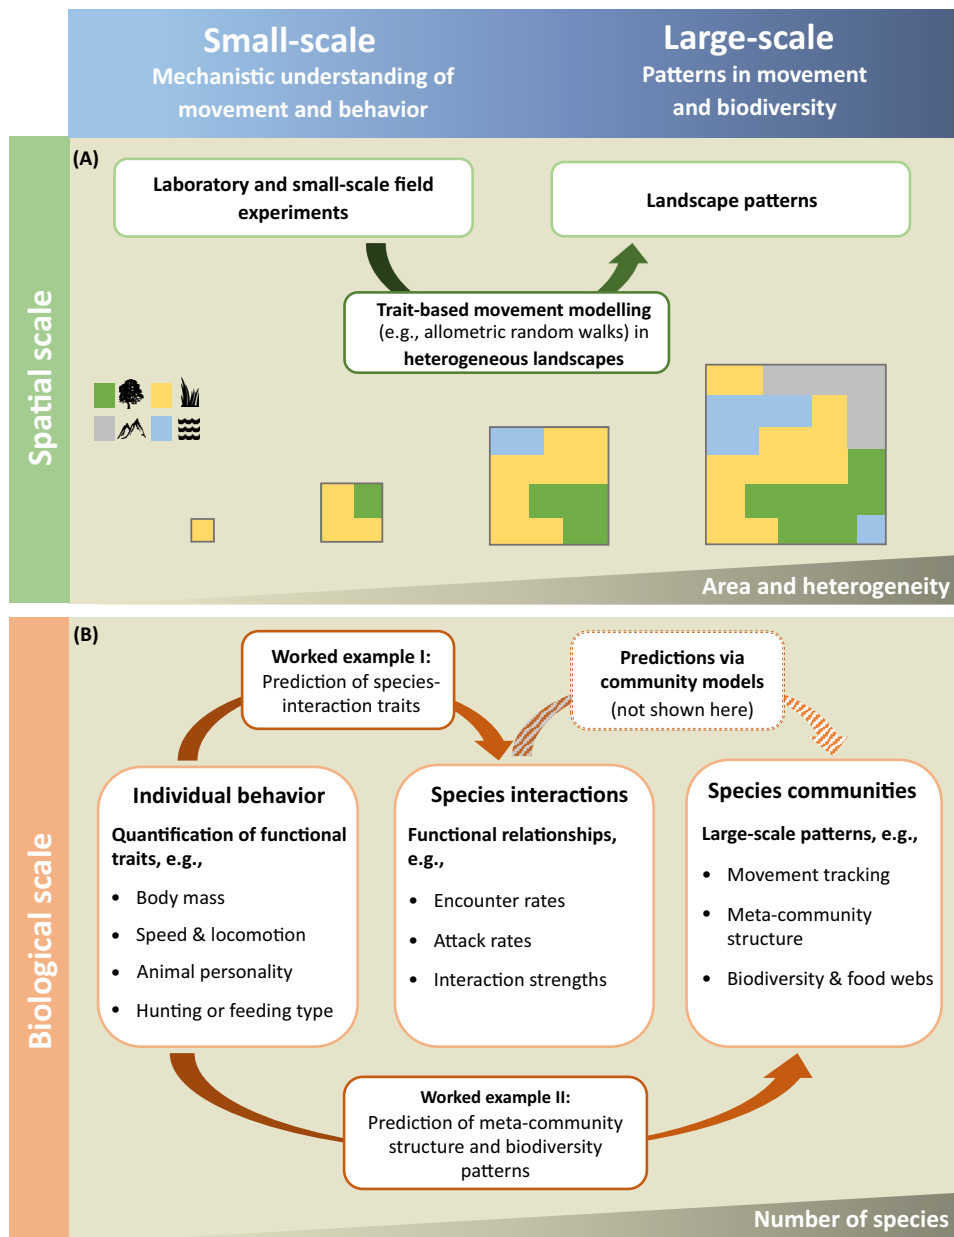 Small-scale
Mechanistic understanding of
movement and behavior
Large-scale
Patterns in movement
and biodiversity
Spatial scale
(A)
Laboratory and small-scale field
experiments
Landscape patterns
Trait-based movement modelling
(e.g., allometric random walks) in
heterogeneous landscapes
Area and heterogeneity
Biological scale
(B)
Worked example I:
Prediction of species-
interaction traits
Predictions via
community models
(not shown here)
Individual behavior
Quantification of functional
traits, e.g.,
• Body mass
• Speed & locomotion
• Animal personality
• Hunting or feeding type
Species interactions
Functional relationships,
e.g.,
• Encounter rates
• Attack rates
• Interaction strengths
Species communities
Large-scale patterns, e.g.,
• Movement tracking
• Meta-community
structure
• Biodiversity & food webs
Worked example II:
Prediction of meta-community
structure and biodiversity
patterns
Number of species